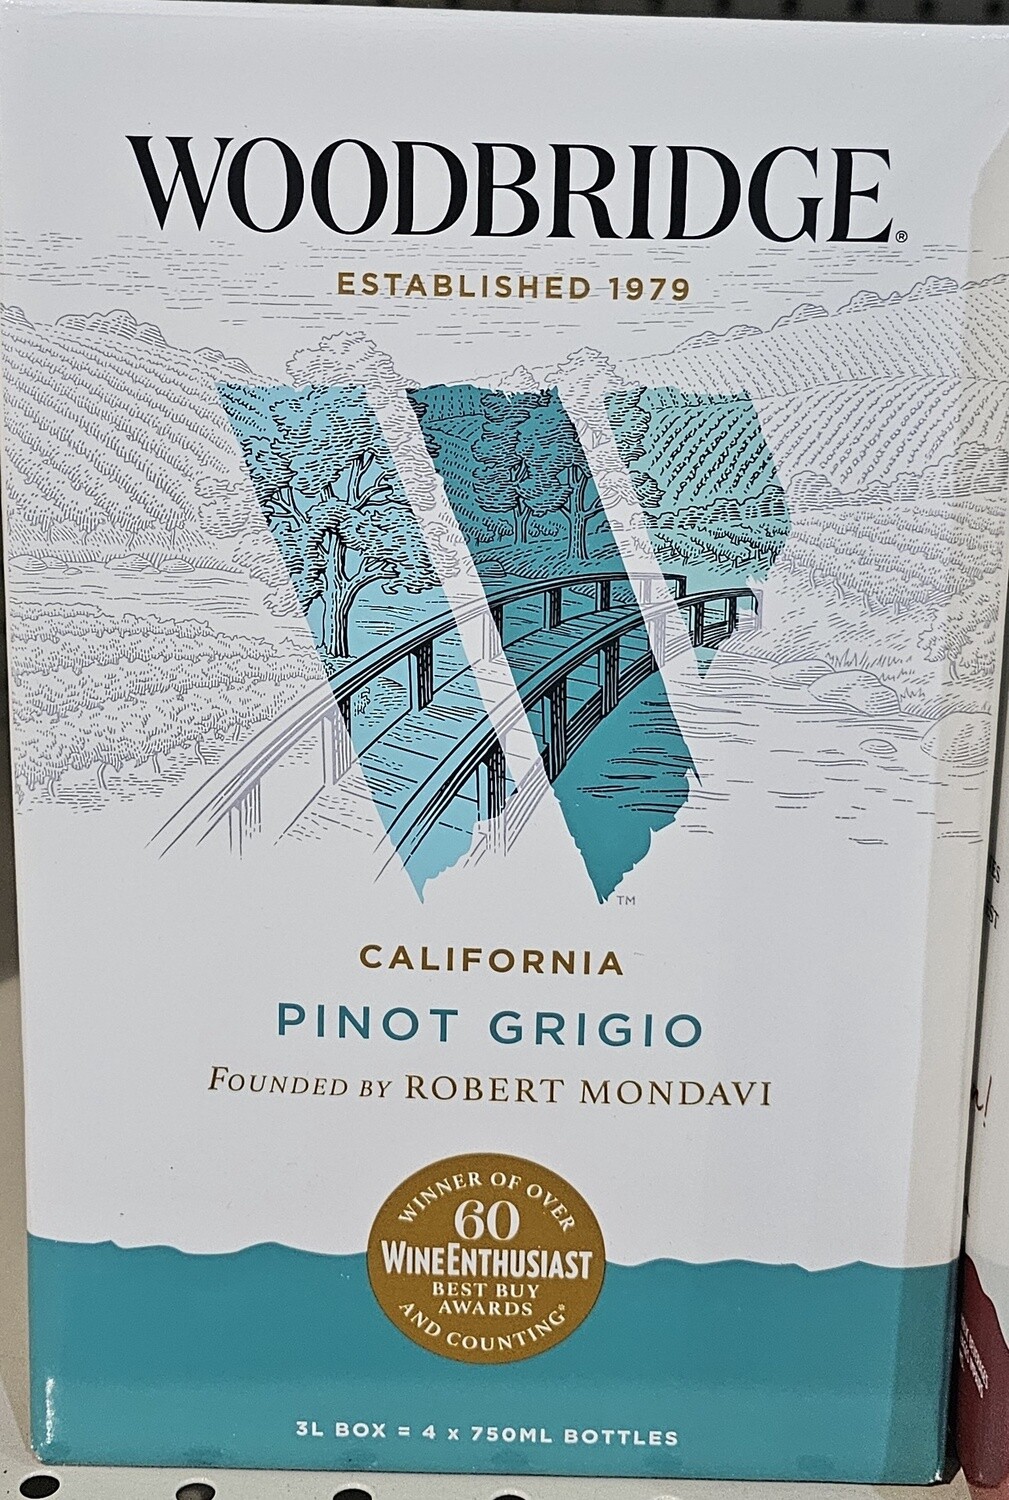 WOODBRIDGE®
ESTABLISHED 1979
TM
CALIFORNIA
PINOT GRIGIO
FOUNDED BY ROBERT MONDAVI
WINNER OF OVER
60
WINEENTHUSIAST
BEST BUY
AWARDS
AND COUNTING*
3L BOX = 4 x 750ML BOTTLES